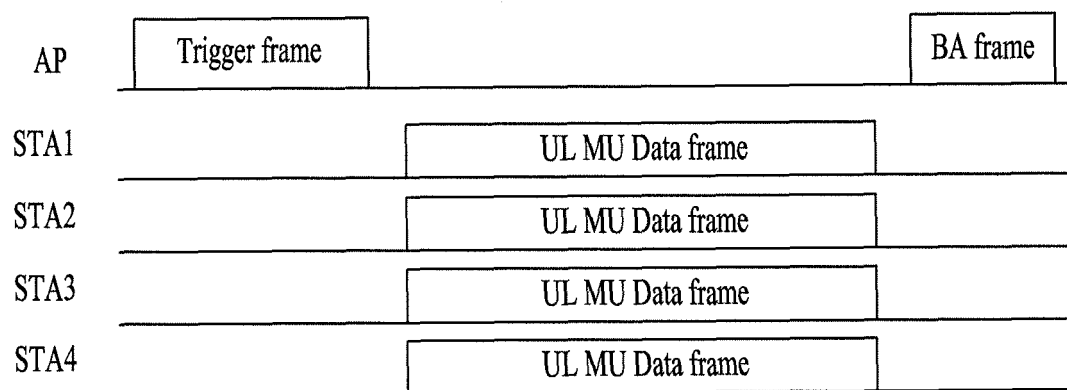 AP Trigger frame BA frame
STA1 UL MU Data frame
STA2 UL MU Data frame
STA3 UL MU Data frame
STA4 UL MU Data frame